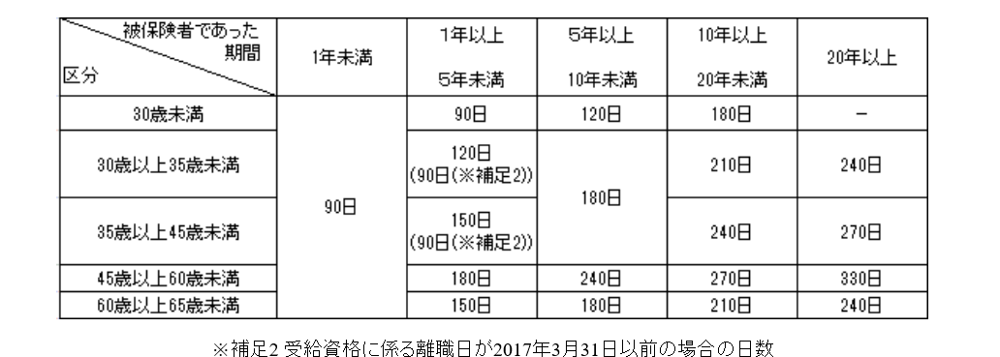 被保険者であった
期間
区分
1年未満
1年以上
5年未満
5年以上
10年未満
10年以上
20年未満
20年以上
30歳未満
90日
90日
120日
180日
－
30歳以上35歳未満
120日
(90日(※補足2))
180日
210日
240日
35歳以上45歳未満
150日
(90日(※補足2))
240日
270日
45歳以上60歳未満
180日
240日
270日
330日
60歳以上65歳未満
150日
180日
210日
240日
※補足2 受給資格に係る離職日が2017年3月31日以前の場合の日数